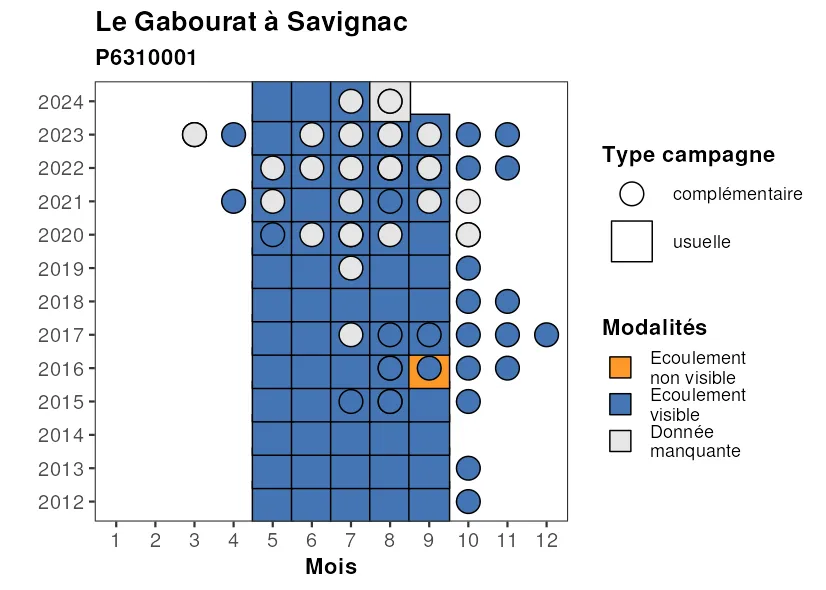 Le Gabourat à Savignac
P6310001
2024
2023
2022
2021
2020
2019
2018
2017
2016
2015
2014
2013
2012
1 2 3 4 5 6 7 8 9 10 11 12
Mois
Type campagne
complémentaire
usuelle
Modalités
Ecoulement
non visible
Ecoulement
visible
Donnée
manquante